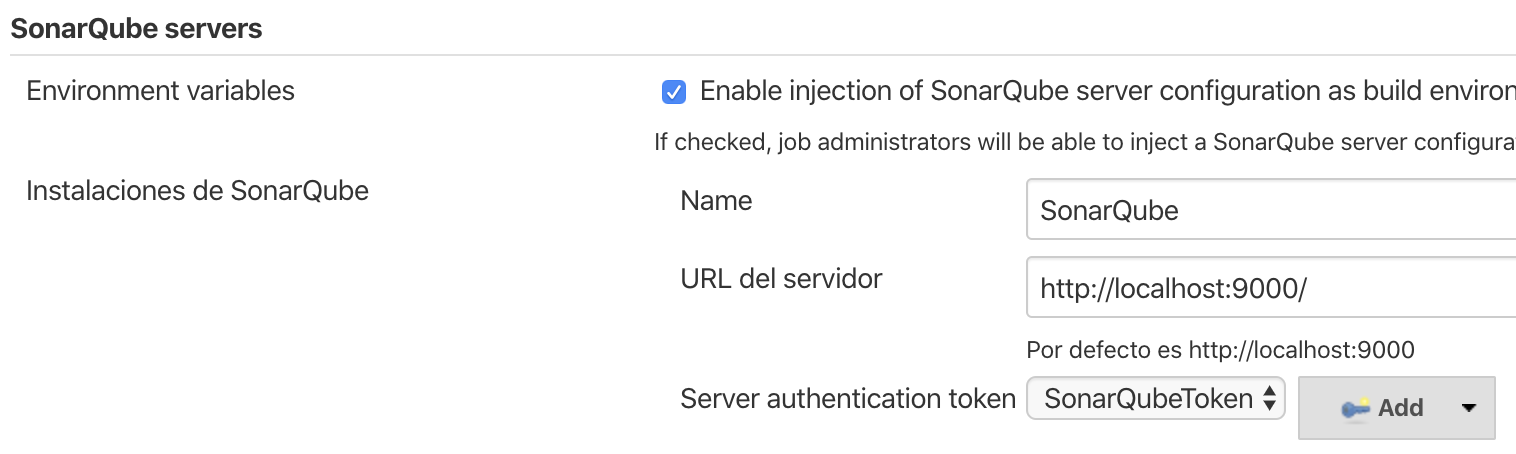 SonarQube servers
Environment variables
Enable injection of SonarQube server configuration as build environ
If checked, job administrators will be able to inject a SonarQube server configura
Instalaciones de SonarQube
Name
SonarQube
URL del servidor
http://localhost:9000/
Por defecto es http://localhost:9000
Server authentication token
SonarQubeToken
Add